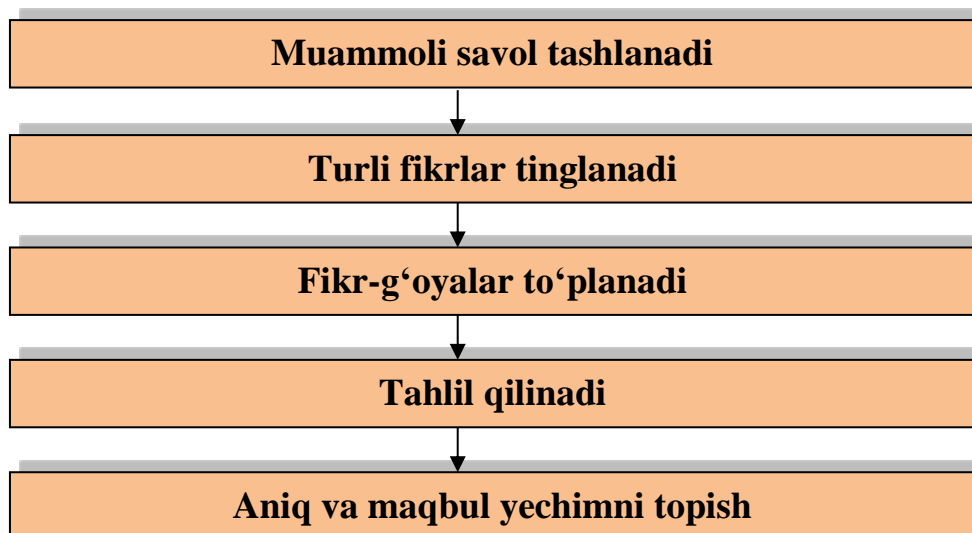 Muammoli savol tashlanadi
Turli fikrlar tinglanadi
Fikr-g‘oyalar to‘planadi
Tahlil qilinadi
Aniq va maqbul yechimni topish